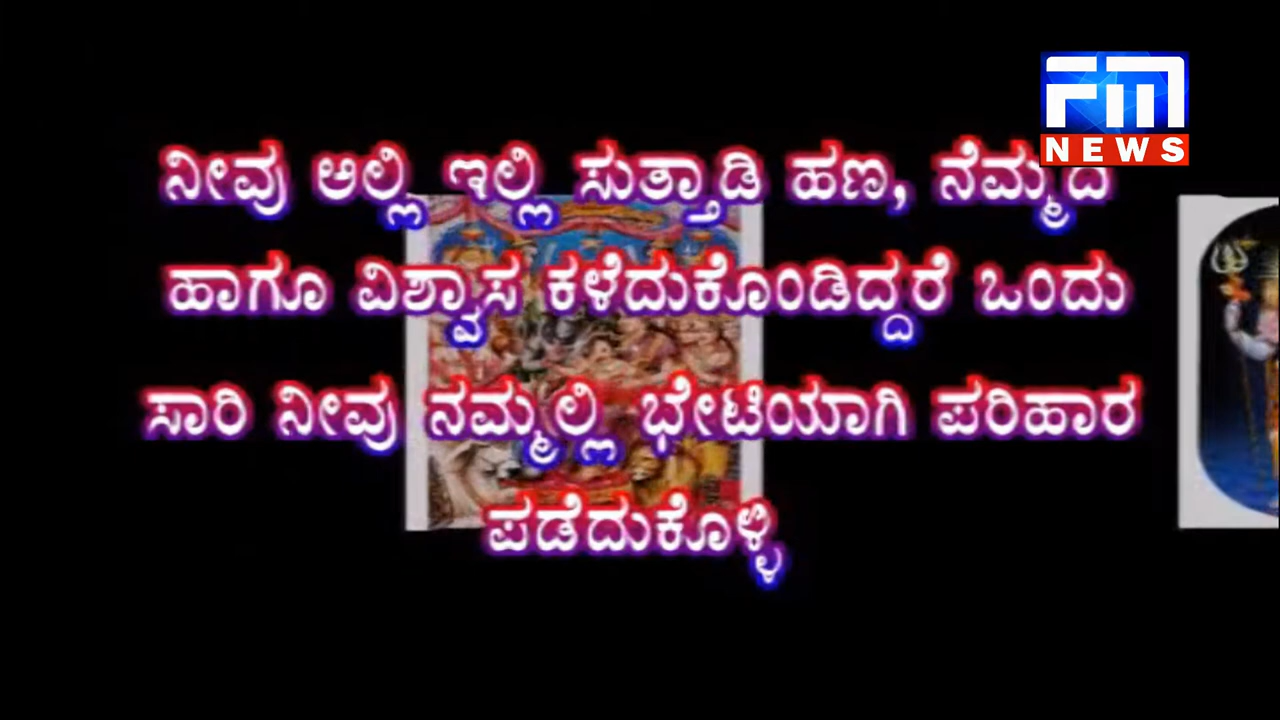 FM
NEWS
ನೀವು ಅಲ್ಲಿ ಇಲ್ಲಿ ಸುತ್ತಾಡಿ ಹಣ, ನೆಮ್ಮದಿ
ಹಾಗೂ ವಿಶ್ವಾಸ ಕಳೆದುಕೊಂಡಿದ್ದರೆ ಒಂದು
ಸಾರಿ ನೀವು ನಮ್ಮಲ್ಲಿ ಭೇಟಿಯಾಗಿ ಪರಿಹಾರ
ಪಡೆದುಕೊಳ್ಳಿ